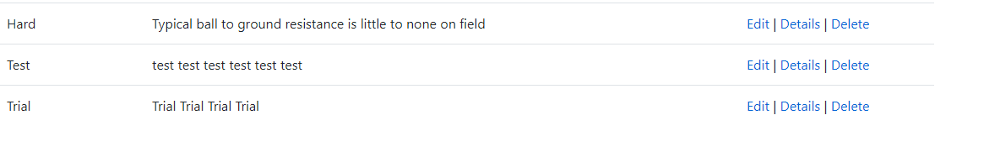 Hard Typical ball to ground resistance is little to none on field Edit | Details | Delete
Test test test test test test test Edit | Details | Delete
Trial Trial Trial Trial Trial Edit | Details | Delete